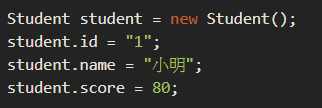 Student student = new Student();
student.id = "1";
student.name = "小明";
student.score = 80;